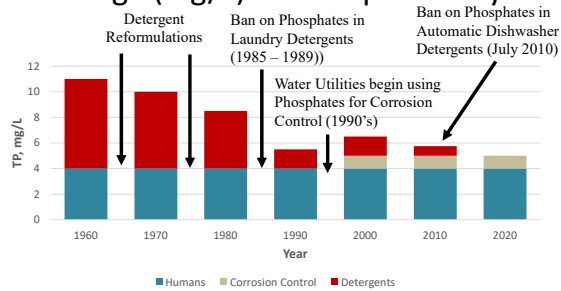 Detergent
Reformulations
Ban on Phosphates in
Laundry Detergents
(1985 – 1989))
Water Utilities begin using
Phosphates for Corrosion
Control (1990’s)
Ban on Phosphates in
Automatic Dishwasher
Detergents (July 2010)
TP, mg/L
12
10
8
6
4
2
0
1960
1970
1980
1990
2000
2010
2020
Year
Humans
Corrosion Control
Detergents